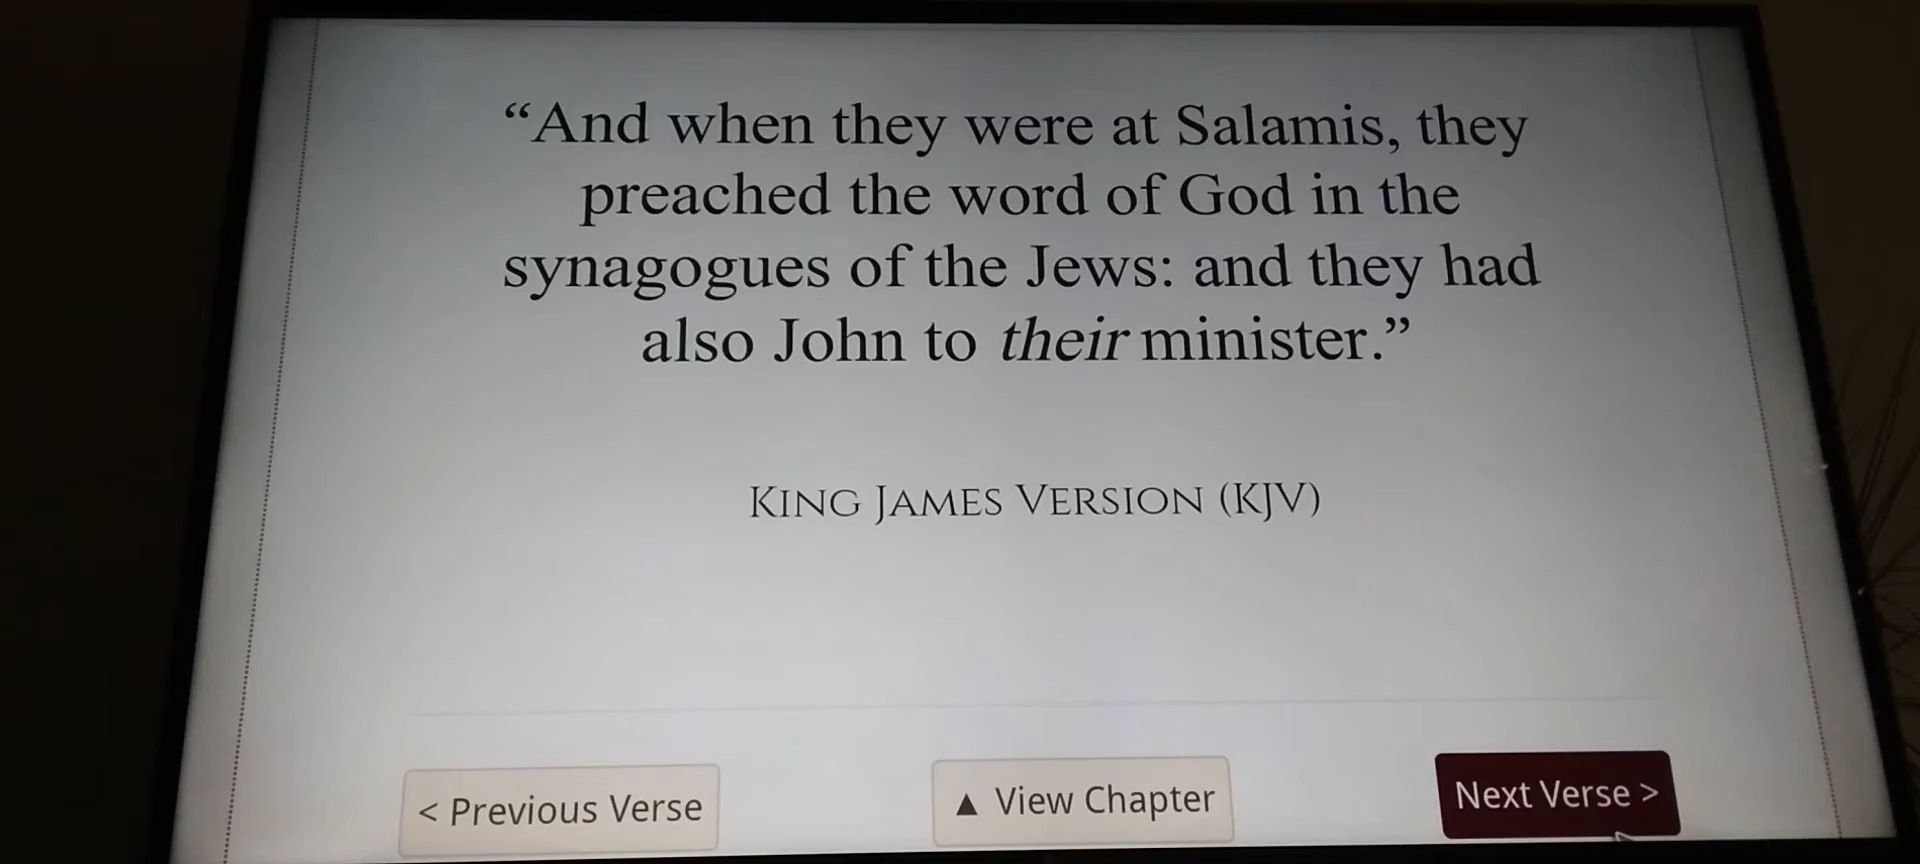 “And when they were at Salamis, they
preached the word of God in the
synagogues of the Jews: and they had
also John to their minister.”
King James Version (KJV)
< Previous Verse
▲ View Chapter
Next Verse >